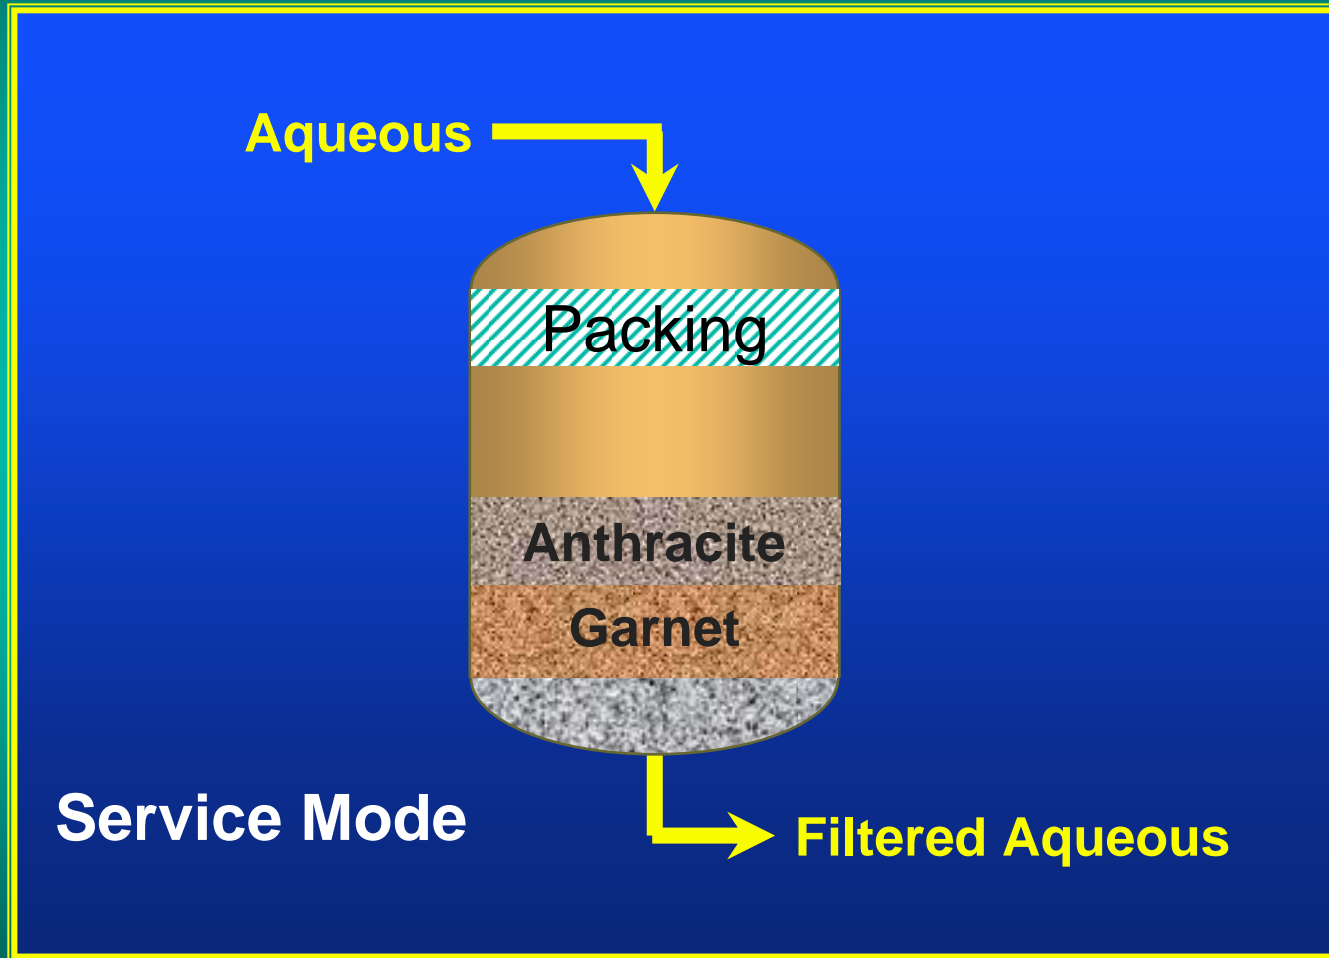 Aqueous
Packing
Anthracite
Garnet
Service Mode
Filtered Aqueous